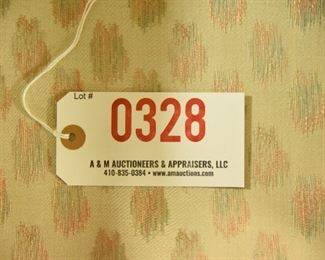 Lot #
0328
A & M AUCTIONEERS & APPRAISERS, LLC
410-835-0384 • www.amauctions.com